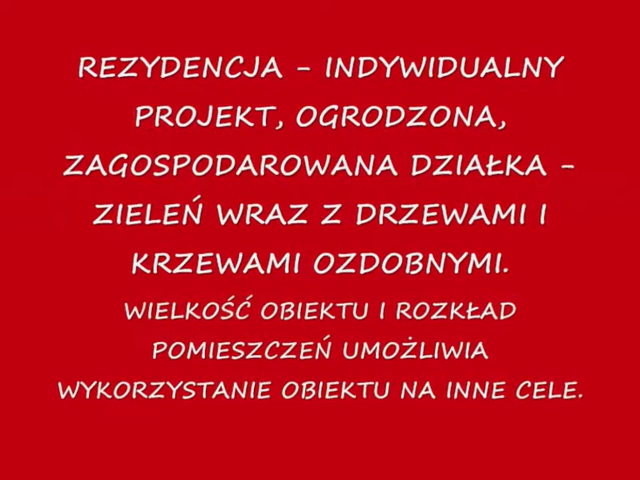 REZYDENCJA - INDYWIDUALNY
PROJEKT, OGRODZONA,
ZAGOSPODAROWANA DZIAŁKA -
ZIELEŃ WRAZ Z DRZEWAMI I
KRZEWAMI OZDOBNYMI.
WIELKOŚĆ OBIEKTU I ROZKŁAD
POMIESZCZEŃ UMOŻLIWIA
WYKORZYSTANIE OBIEKTU NA INNE CELE.